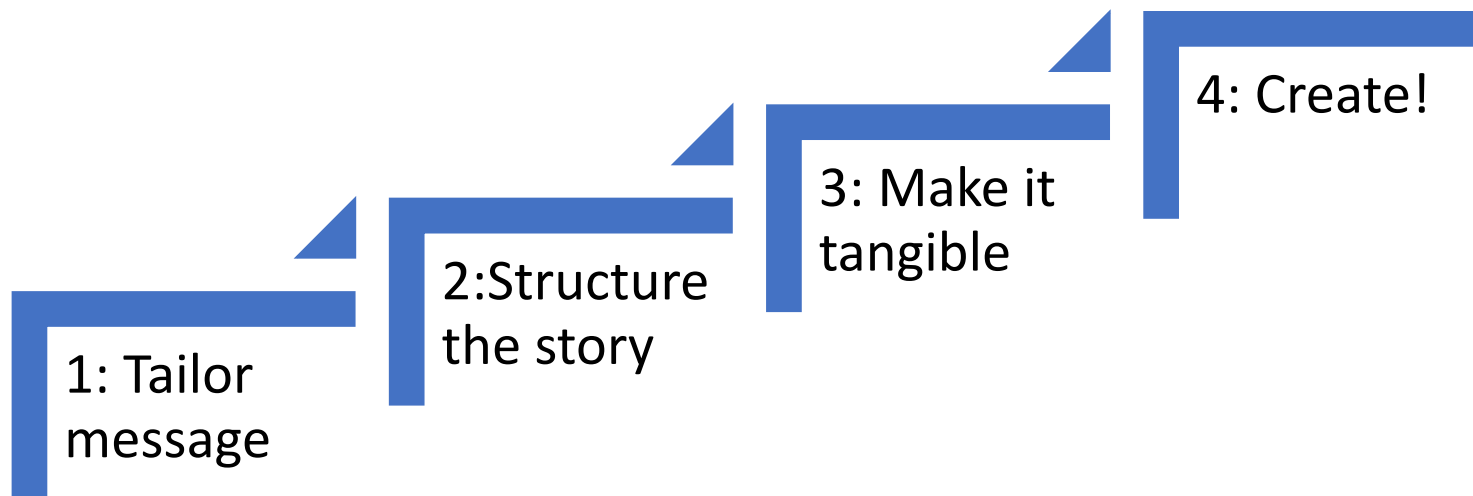 1: Tailor
message
2:Structure
the story
3: Make it
tangible
4: Create!